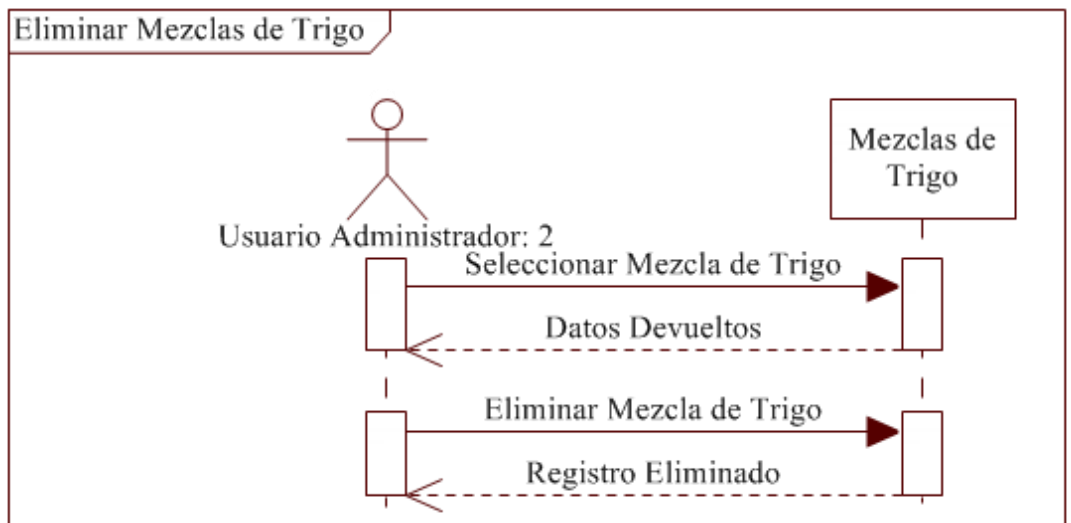 Eliminar Mezclas de Trigo
Mezclas de
Trigo
Usuario Administrador: 2
Seleccionar Mezcla de Trigo
Datos Devueltos
Eliminar Mezcla de Trigo
Registro Eliminado